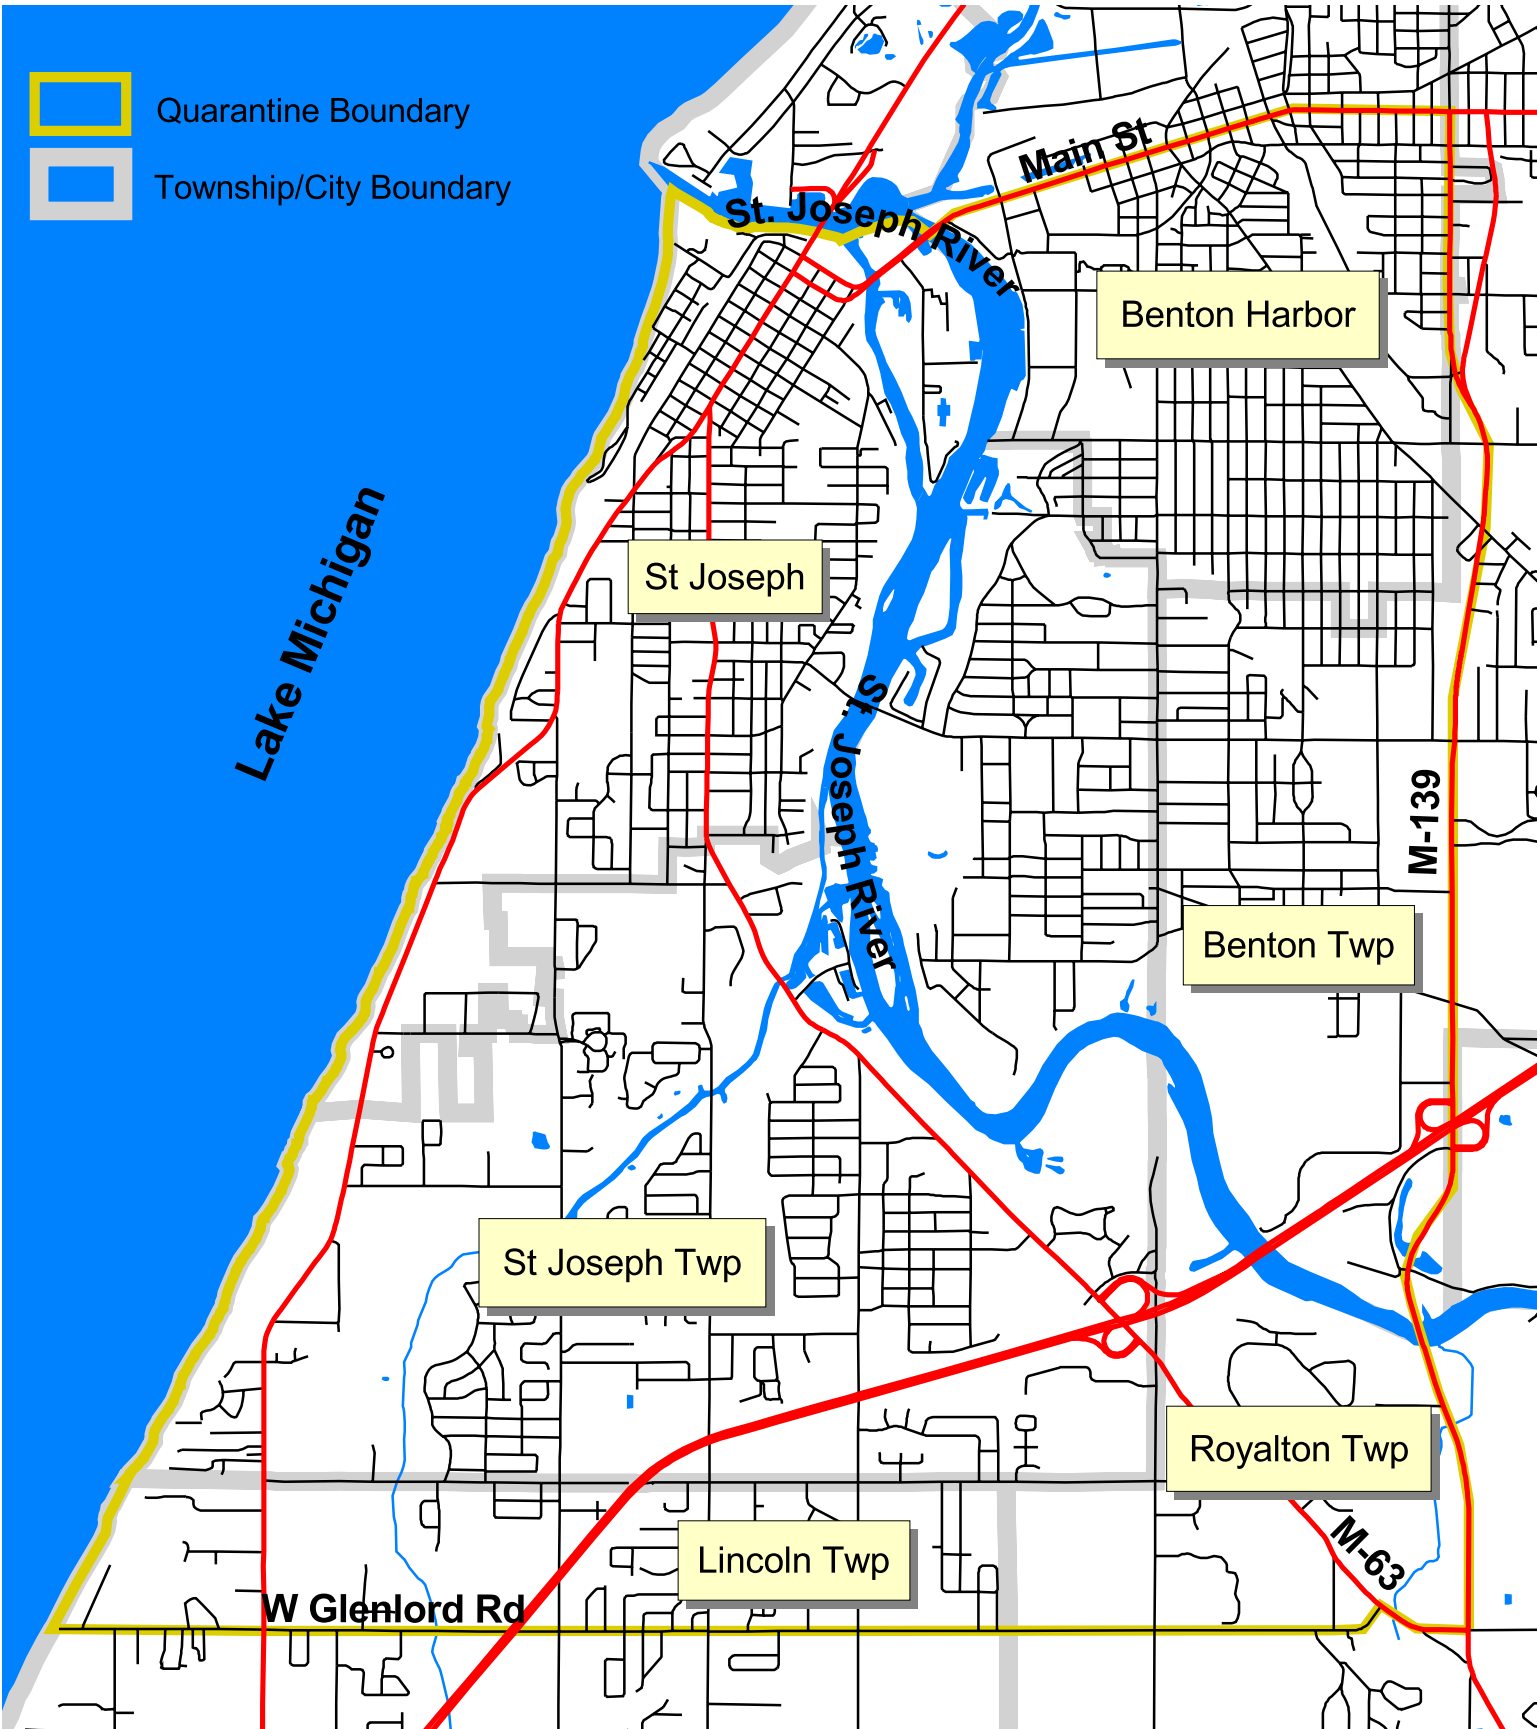 Quarantine Boundary
Township/City Boundary
Main St
St. Joseph River
Benton Harbor
Lake Michigan
St Joseph
St. Joseph River
M-139
Benton Twp
St Joseph Twp
Royalton Twp
Lincoln Twp
M-63
W Glenlord Rd